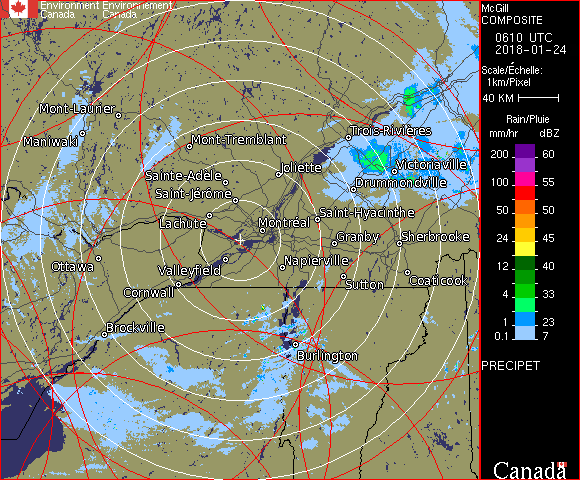 Environment Environnement
Canada Canada
McGill
COMPOSITE
0610 UTC
2018-01-24
Scale/Échelle:
1km/Pixel
40 KM
Rain/Pluie
mm/hr dBZ
200 60
100 55
50 50
24 45
12 40
4 33
1 23
0.1 7
PRECIPET
Canada
Mont-Laurier
Maniwaki
Mont-Tremblant
Trois-Rivières
Sainte-Adèle
Joliette
Victoriaville
Drummondville
Saint-Jérôme
Lachute
Montréal
Saint-Hyacinthe
Granby
Sherbrooke
Ottawa
Valleyfield
Napierville
Cornwall
Sutton
Coaticook
Brockville
Burlington